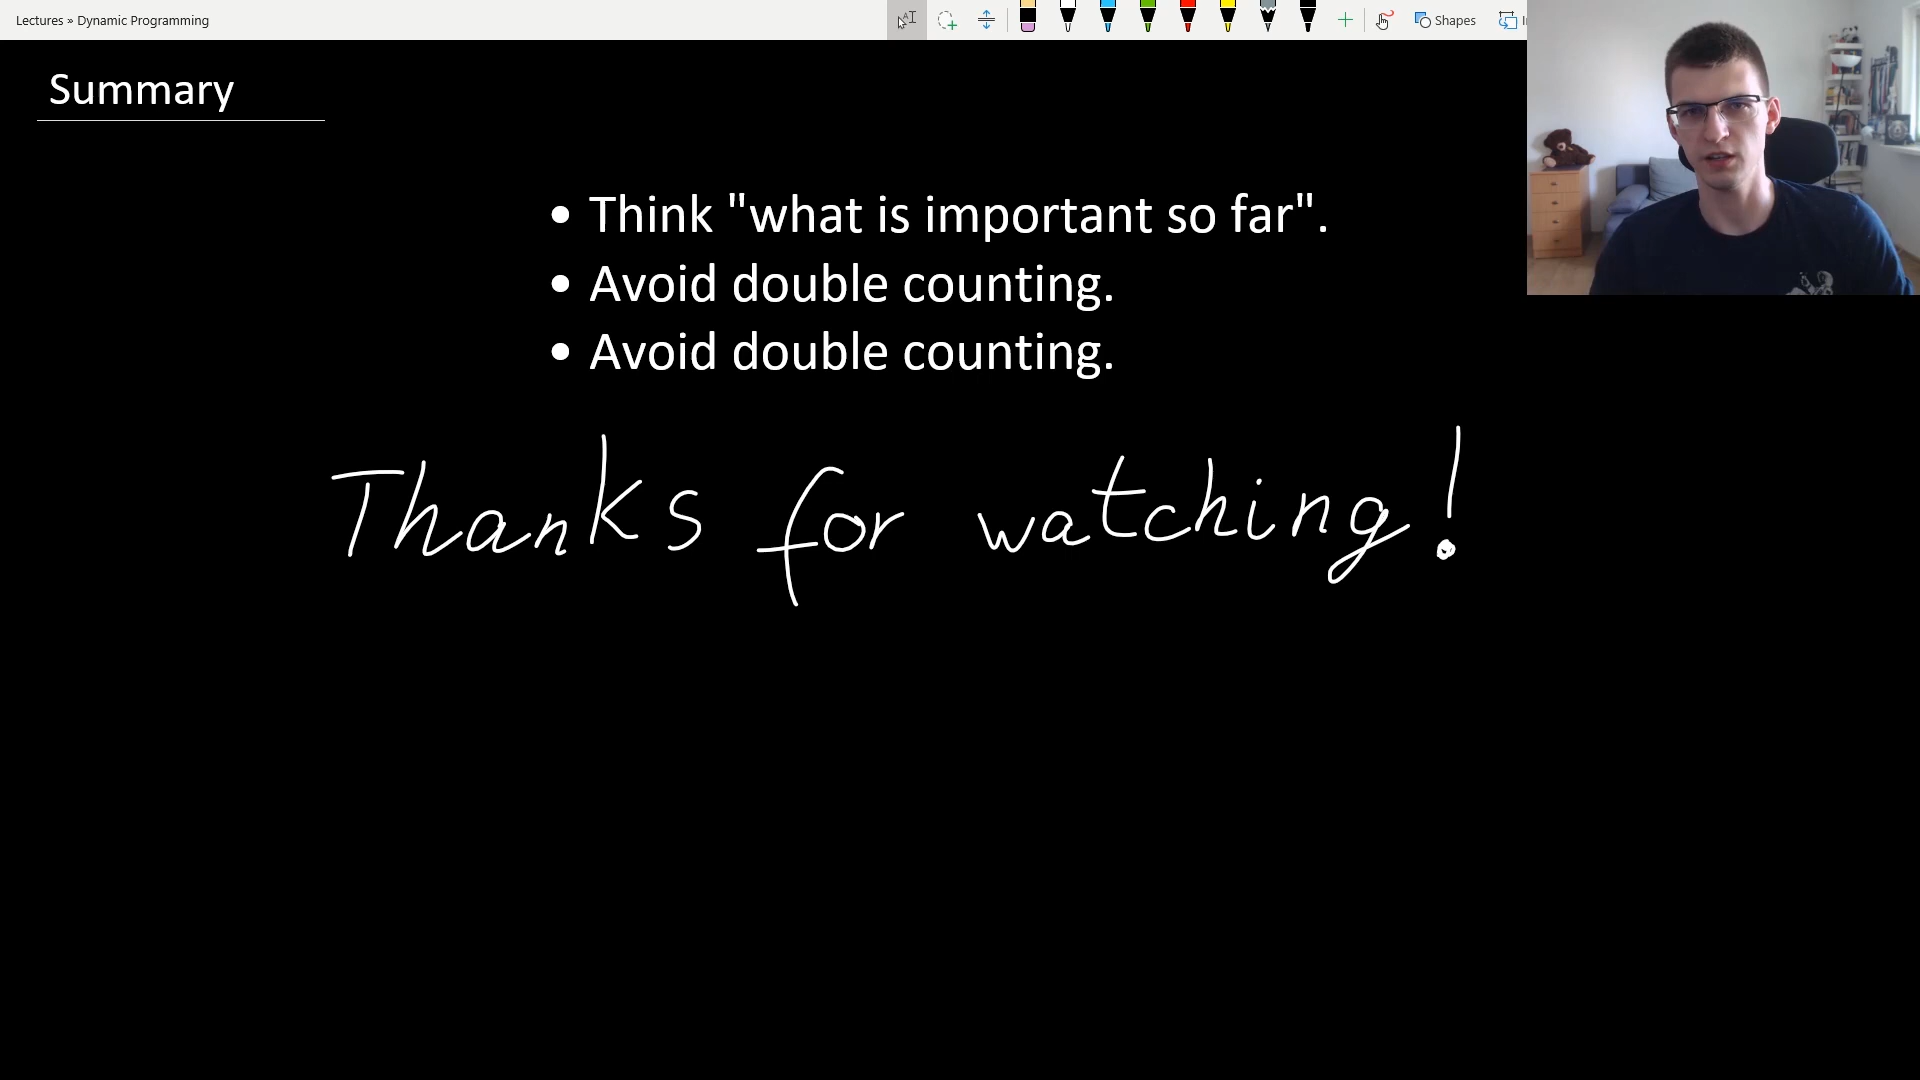 Lectures » Dynamic Programming
Shapes
Summary
• Think "what is important so far".
• Avoid double counting.
• Avoid double counting.
Thanks for watching!